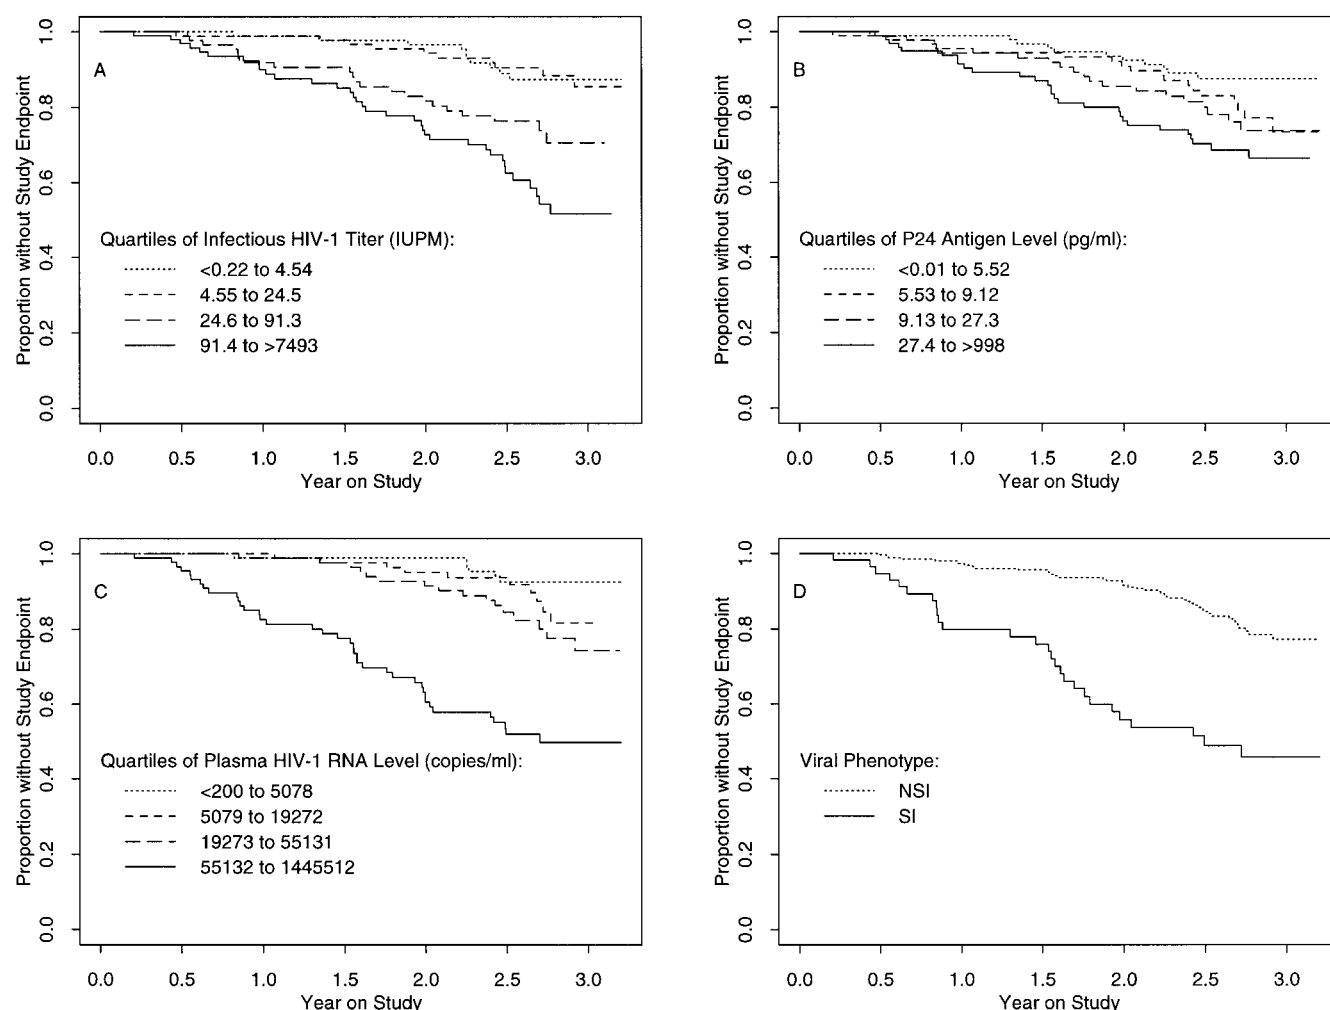 A
Proportion without Study Endpoint
1.0
0.8
0.6
0.4
0.2
0.0
Quartiles of Infectious HIV-1 Titer (IUPM):
<0.22 to 4.54
4.55 to 24.5
24.6 to 91.3
91.4 to >7493
0.0 0.5 1.0 1.5 2.0 2.5 3.0
Year on Study
B
Proportion without Study Endpoint
1.0
0.8
0.6
0.4
0.2
0.0
Quartiles of P24 Antigen Level (pg/ml):
<0.01 to 5.52
5.53 to 9.12
9.13 to 27.3
27.4 to >998
0.0 0.5 1.0 1.5 2.0 2.5 3.0
Year on Study
C
Proportion without Study Endpoint
1.0
0.8
0.6
0.4
0.2
0.0
Quartiles of Plasma HIV-1 RNA Level (copies/ml):
<200 to 5078
5079 to 19272
19273 to 55131
55132 to 1445512
0.0 0.5 1.0 1.5 2.0 2.5 3.0
Year on Study
D
Proportion without Study Endpoint
1.0
0.8
0.6
0.4
0.2
0.0
Viral Phenotype:
NSI
SI
0.0 0.5 1.0 1.5 2.0 2.5 3.0
Year on Study